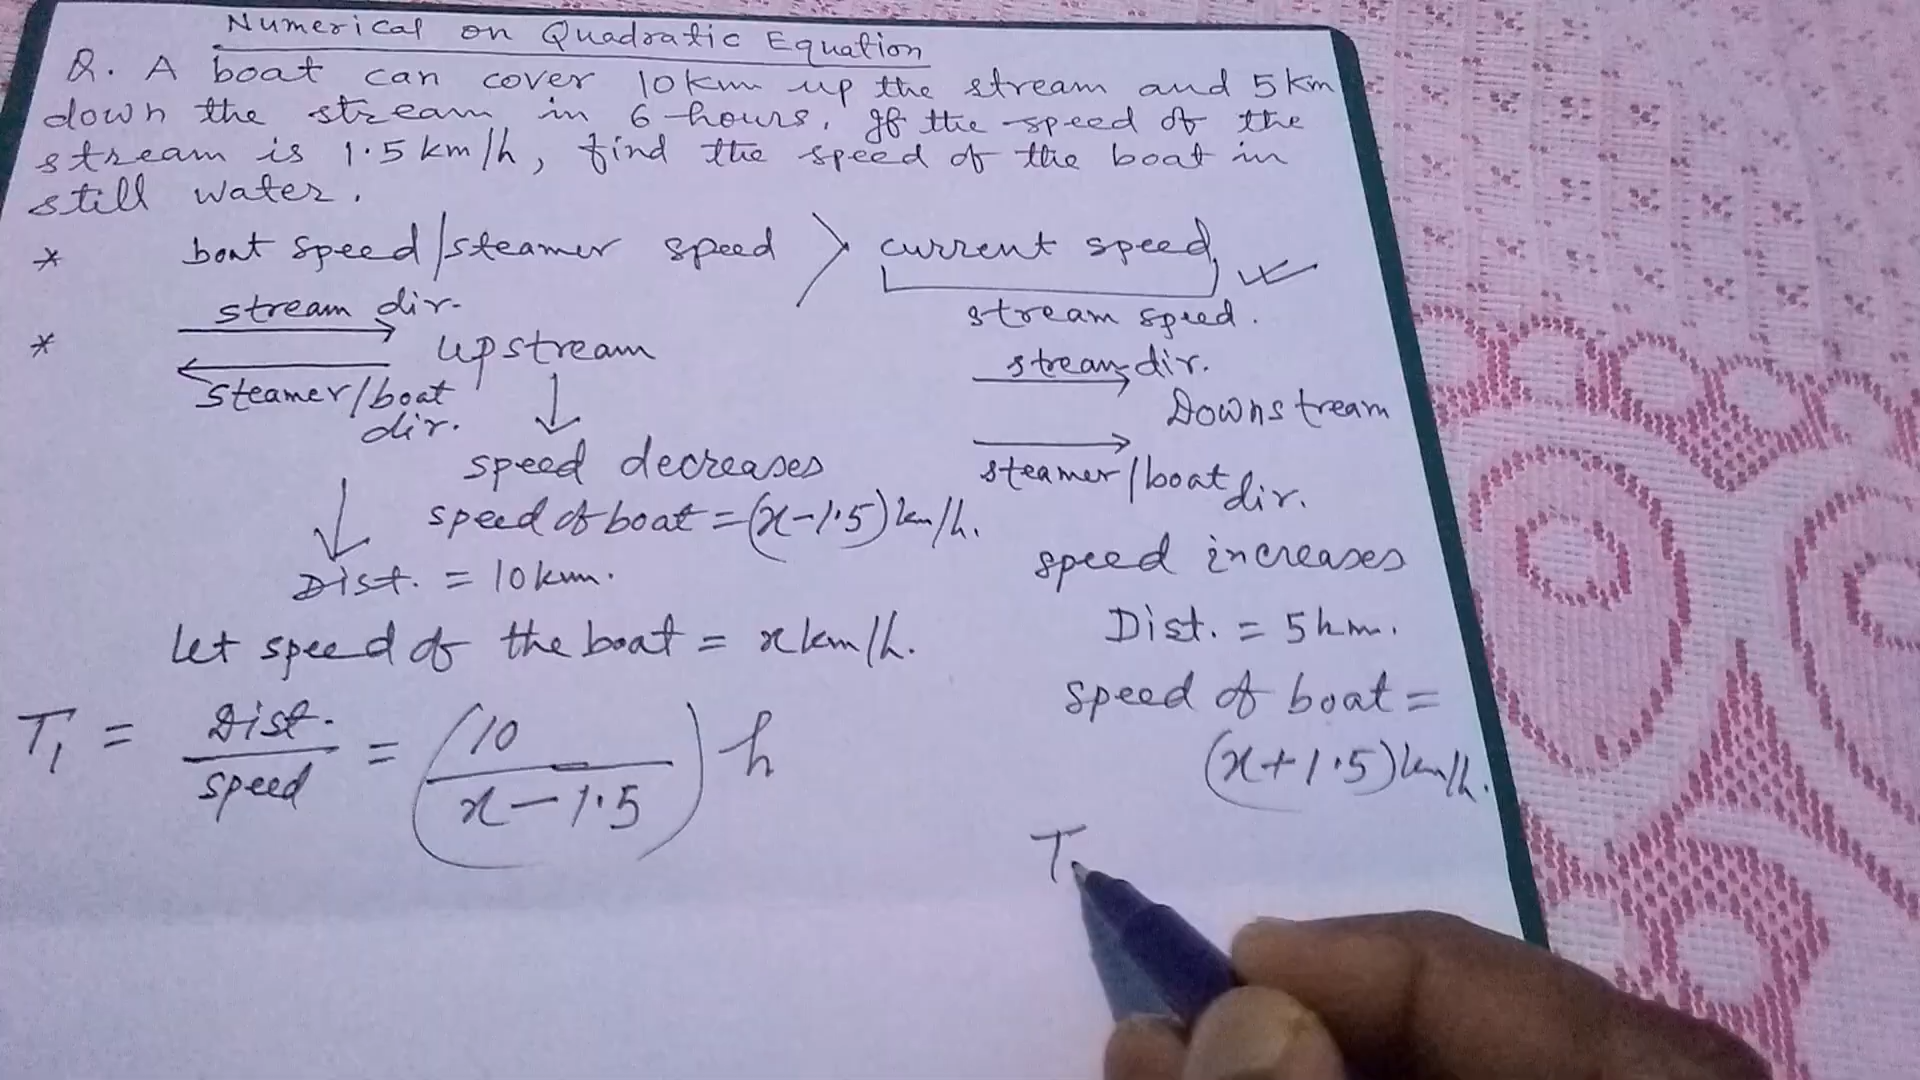 Numerical on Quadratic Equation
Q. A boat can cover 10km up the stream and 5km
down the stream in 6 hours. If the speed of the
stream is 1.5 km/h, find the speed of the boat in
still water.
* boat speed/steamer speed > current speed
stream speed.
* stream dir.
upstream
steamer/boat
dir.
speed decreases
speed of boat = (x-1.5) km/h.
Dist. = 10km.
stream dir.
Downstream
steamer/boat dir.
speed increases
Dist. = 5km.
speed of boat =
(x+1.5) km/h.
Let speed of the boat = x km/h.
T₁ = Dist./speed = (10/(x-1.5)) h
T